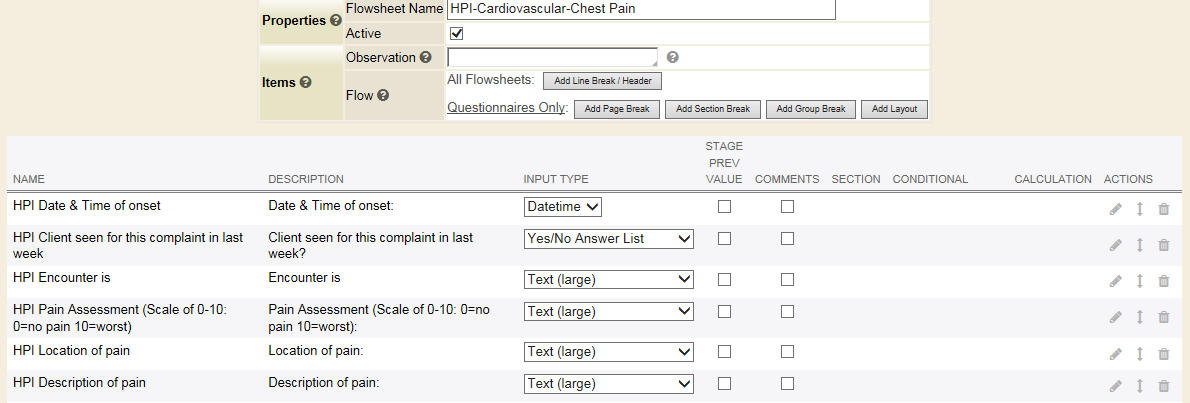 Flowsheet Name HPI-Cardiovascular-Chest Pain
Properties
Active
Observation
Items
All Flowsheets: Add Line Break / Header
Flow
Questionnaires Only: Add Page Break Add Section Break Add Group Break Add Layout
NAME DESCRIPTION INPUT TYPE STAGE PREV VALUE COMMENTS SECTION CONDITIONAL CALCULATION ACTIONS
HPI Date & Time of onset Date & Time of onset: Datetime
HPI Client seen for this complaint in last week Client seen for this complaint in last week? Yes/No Answer List
HPI Encounter is Encounter is Text (large)
HPI Pain Assessment (Scale of 0-10: 0=no pain 10=worst) Pain Assessment (Scale of 0-10: 0=no pain 10=worst): Text (large)
HPI Location of pain Location of pain: Text (large)
HPI Description of pain Description of pain: Text (large)